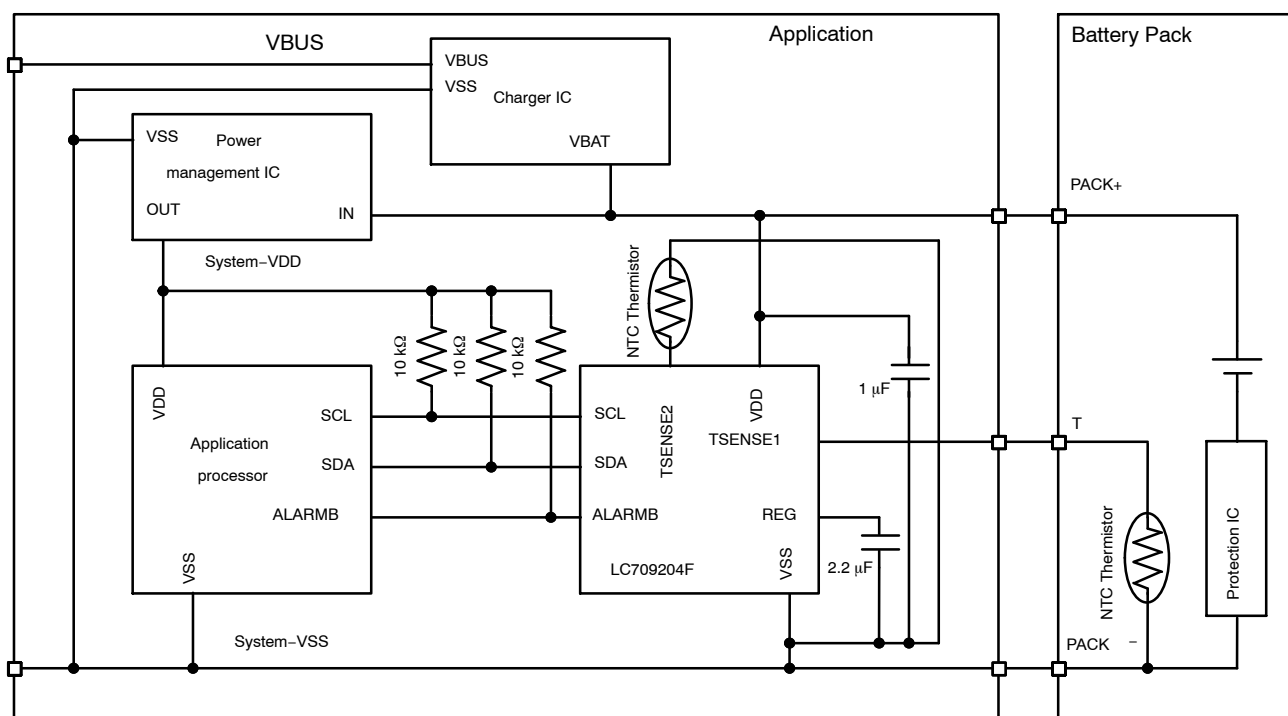 VBUS
Application
Battery Pack
VBUS
VSS
Charger IC
VBAT
VSS
Power
management IC
OUT
IN
PACK+
System−VDD
NTC Thermistor
10 kΩ
10 kΩ
10 kΩ
1 μF
VDD
SCL
SDA
ALARMB
Application
processor
VSS
SCL
SDA
ALARMB
TSENSE2
VDD
TSENSE1
REG
VSS
LC709204F
2.2 μF
T
NTC Thermistor
Protection IC
System−VSS
PACK −